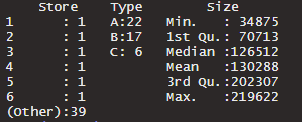 Store Type Size
1 : 1 A:22 Min. : 34875
2 : 1 B:17 1st Qu.: 70713
3 : 1 C: 6 Median :126512
4 : 1 Mean :130288
5 : 1 3rd Qu.:202307
6 : 1 Max. :219622
(Other):39